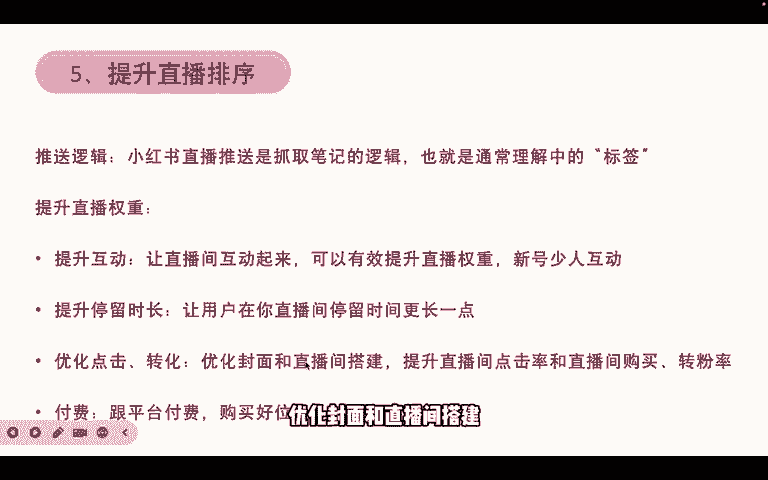 5、提升直播排序
推送逻辑：小红书直播推送是抓取笔记的逻辑，也就是通常理解中的“标签”
提升直播权重：
• 提升互动：让直播间互动起来，可以有效提升直播权重，新号少人互动
• 提升停留时长：让用户在你直播间停留时间更长一点
• 优化点击、转化：优化封面和直播间搭建，提升直播间点击率和直播间购买、转粉率
• 付费：跟平台付费，购买好位
优化封面和直播间搭建